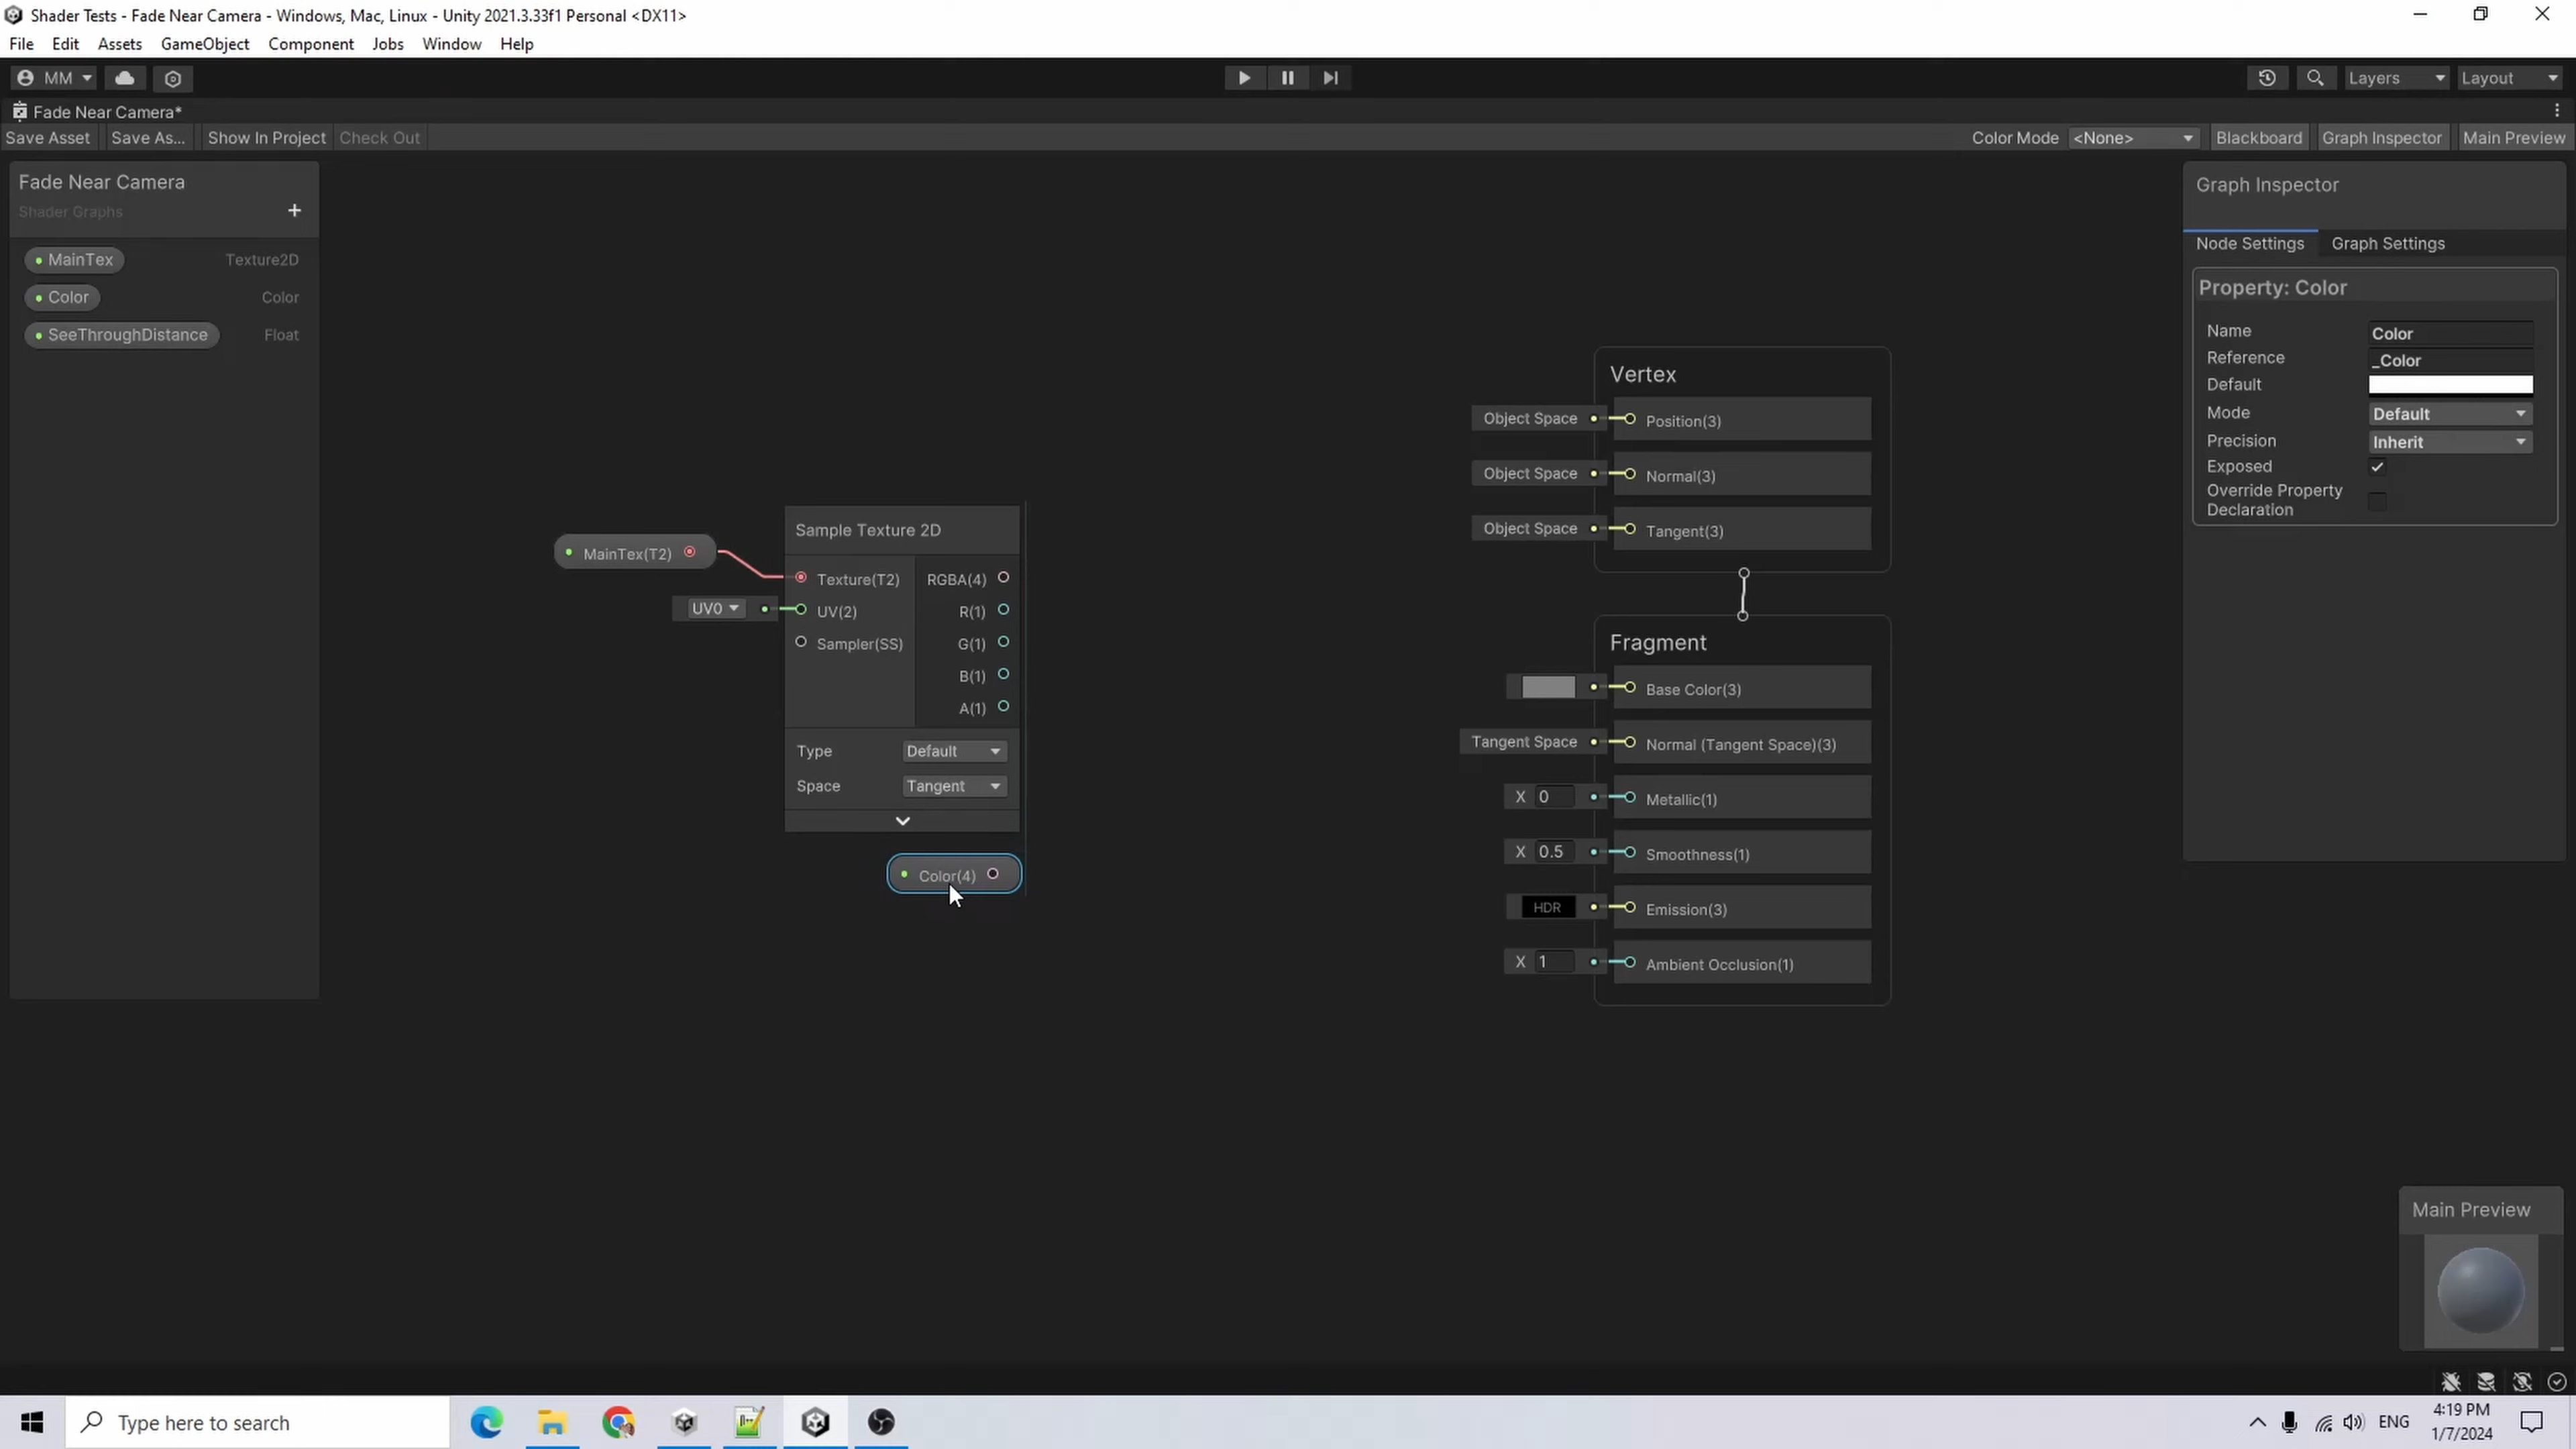 Shader Tests - Fade Near Camera - Windows, Mac, Linux - Unity 2021.3.33f1 Personal <DX11>
File Edit Assets GameObject Component Jobs Window Help
MM Layers Layout
Fade Near Camera*
Save Asset Save As... Show In Project Check Out Color Mode <None> Blackboard Graph Inspector Main Preview
Fade Near Camera
Shader Graphs
+
MainTex Texture2D
Color Color
SeeThroughDistance Float
MainTex(T2)
UV0
Sample Texture 2D
Texture(T2) RGBA(4)
UV(2) R(1)
Sampler(SS) G(1)
B(1)
A(1)
Type Default
Space Tangent
Color(4)
Vertex
Object Space Position(3)
Object Space Normal(3)
Object Space Tangent(3)
Fragment
Base Color(3)
Tangent Space Normal (Tangent Space)(3)
X 0 Metallic(1)
X 0.5 Smoothness(1)
HDR Emission(3)
X 1 Ambient Occlusion(1)
Graph Inspector
Node Settings Graph Settings
Property: Color
Name Color
Reference _Color
Default
Mode Default
Precision Inherit
Exposed
Override Property
Declaration
Main Preview
Type here to search
ENG
4:19 PM
1/7/2024